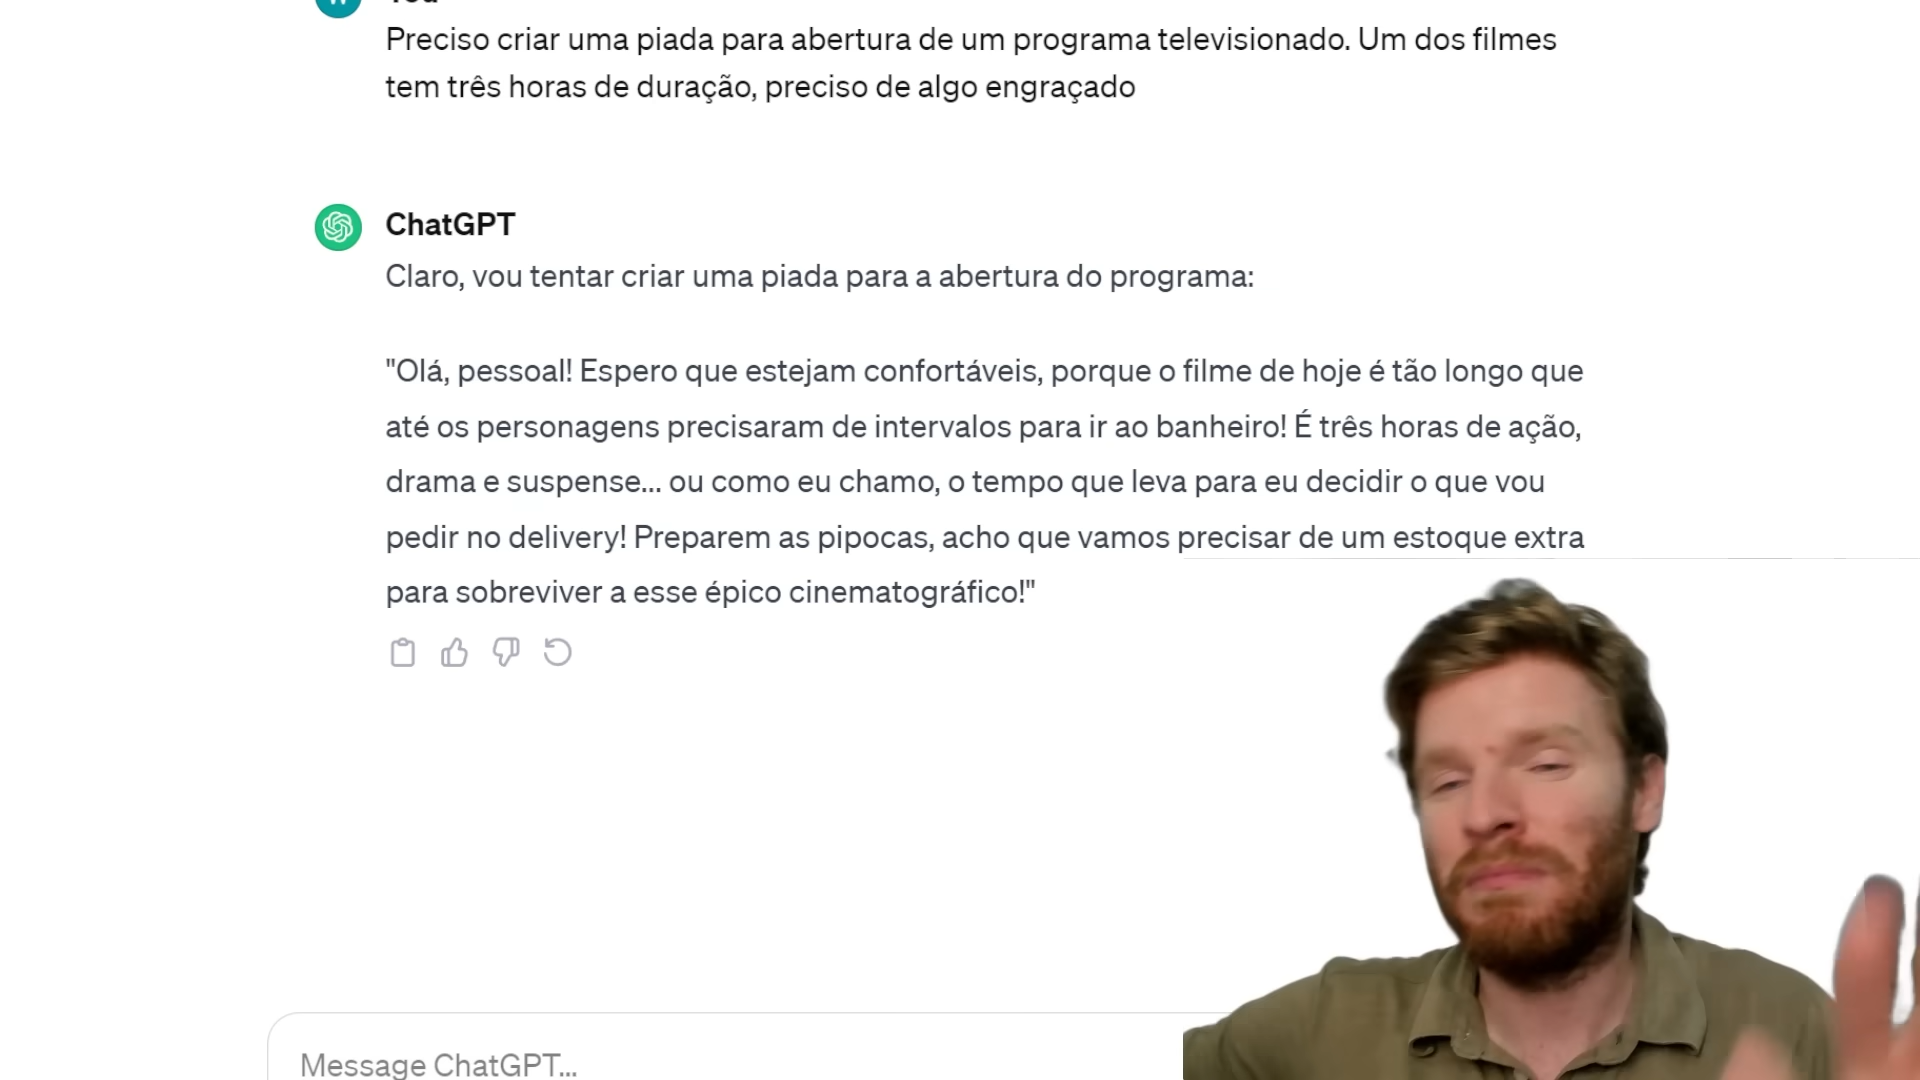 You
Preciso criar uma piada para abertura de um programa televisionado. Um dos filmes
tem três horas de duração, preciso de algo engraçado
ChatGPT
Claro, vou tentar criar uma piada para a abertura do programa:
"Olá, pessoal! Espero que estejam confortáveis, porque o filme de hoje é tão longo que
até os personagens precisaram de intervalos para ir ao banheiro! É três horas de ação,
drama e suspense... ou como eu chamo, o tempo que leva para eu decidir o que vou
pedir no delivery! Preparem as pipocas, acho que vamos precisar de um estoque extra
para sobreviver a esse épico cinematográfico!"
Message ChatGPT...